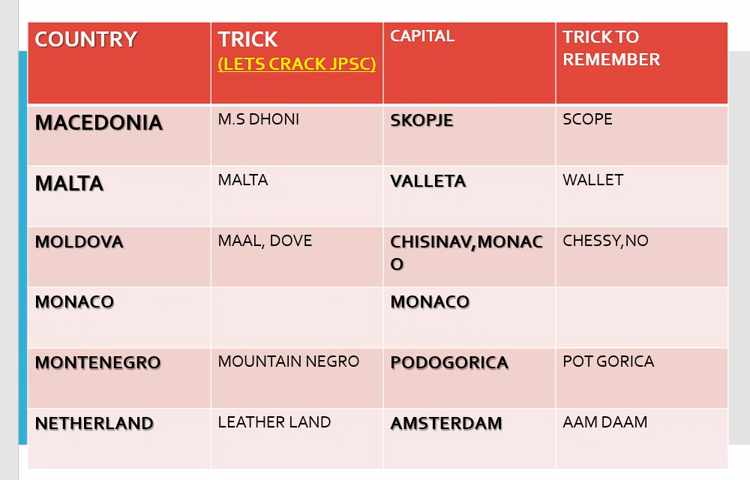 COUNTRY
TRICK
(LETS CRACK JPSC)
CAPITAL
TRICK TO
REMEMBER
MACEDONIA
M.S DHONI
SKOPJE
SCOPE
MALTA
MALTA
VALLETA
WALLET
MOLDOVA
MAAL, DOVE
CHISINAV,MONAC
O
CHESSY,NO
MONACO
MONACO
MONTENEGRO
MOUNTAIN NEGRO
PODOGORICA
POT GORICA
NETHERLAND
LEATHER LAND
AMSTERDAM
AAM DAAM